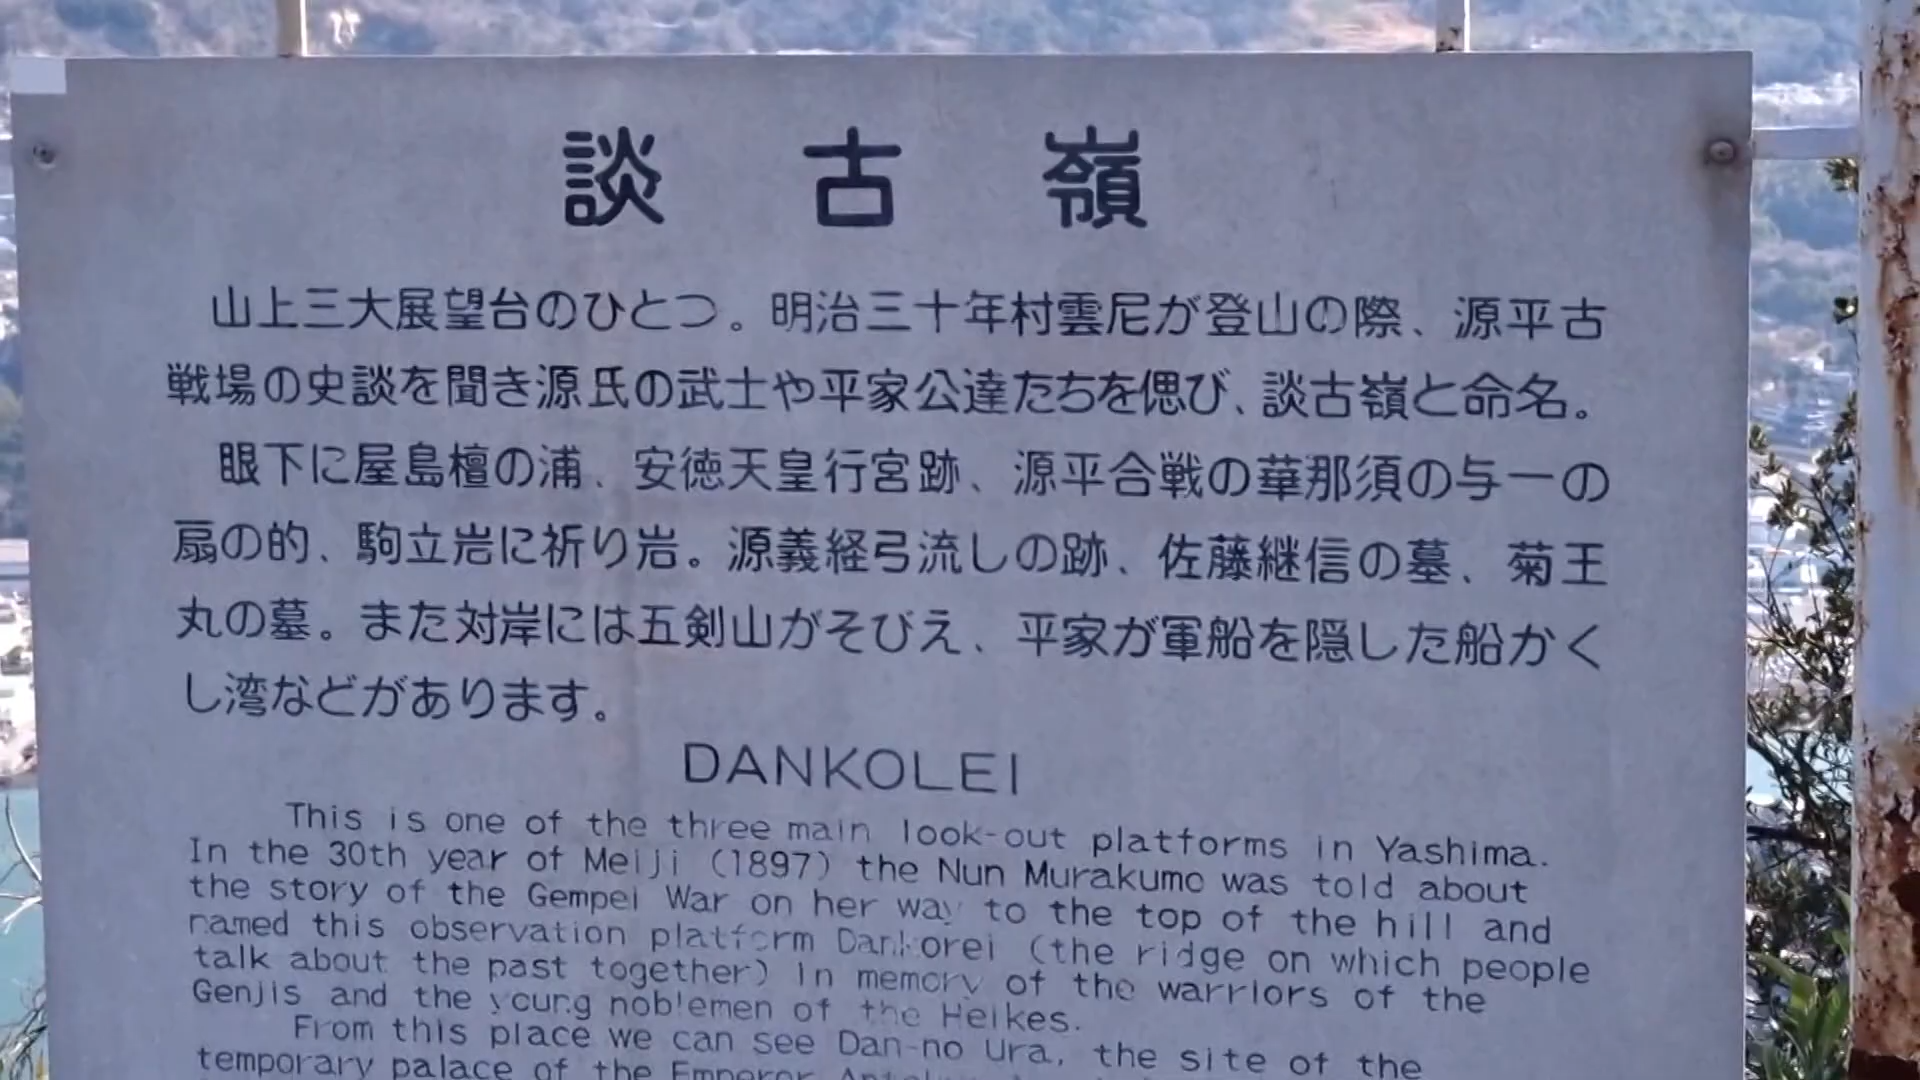 談古嶺
山上三大展望台のひとつ。明治三十年村雲尼が登山の際、源平古
戦場の史談を聞き源氏の武士や平家公達たちを偲び、談古嶺と命名。
眼下に屋島檀の浦、安徳天皇行宮跡、源平合戦の華那須の与一の
扇の的、駒立岩に祈り岩。源義経弓流しの跡、佐藤継信の墓、菊王
丸の墓。また対岸には五剣山がそびえ、平家が軍船を隠した船かく
し湾などがあります。
DANKOLEI
This is one of the three main look-out platforms in Yashima.
In the 30th year of Meiji (1897) the Nun Murakumo was told about
the story of the Gempei War on her way to the top of the hill and
named this observation platform Dankorei (the ridge on which people
talk about the past together) in memory of the warriors of the
Genjis and the young noblemen of the Heikes.
From this place we can see Dan-no Ura, the site of the
temporary palace of the Emperor